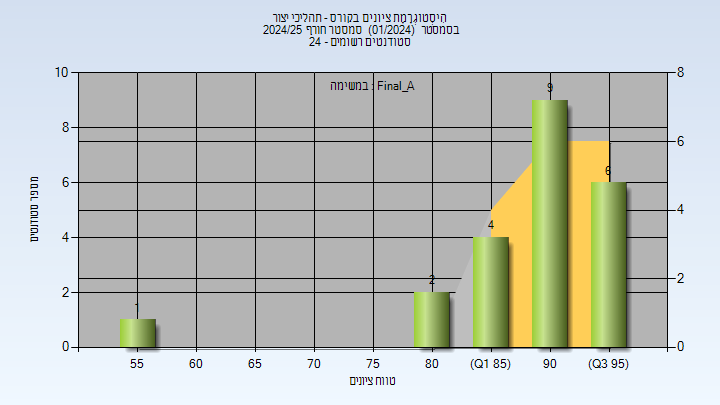 היסטוגרמת ציונים בקורס - תהליכי יצור
בסמסטר (01/2024) סמסטר חורף 2024/25
סטודנטים רשומים - 24
במשימה : Final_A
מספר סטודנטים
10
8
6
4
2
0
8
6
4
2
0
1
2
4
9
6
55
60
65
70
75
80
(Q1 85)
90
(Q3 95)
טווח ציונים